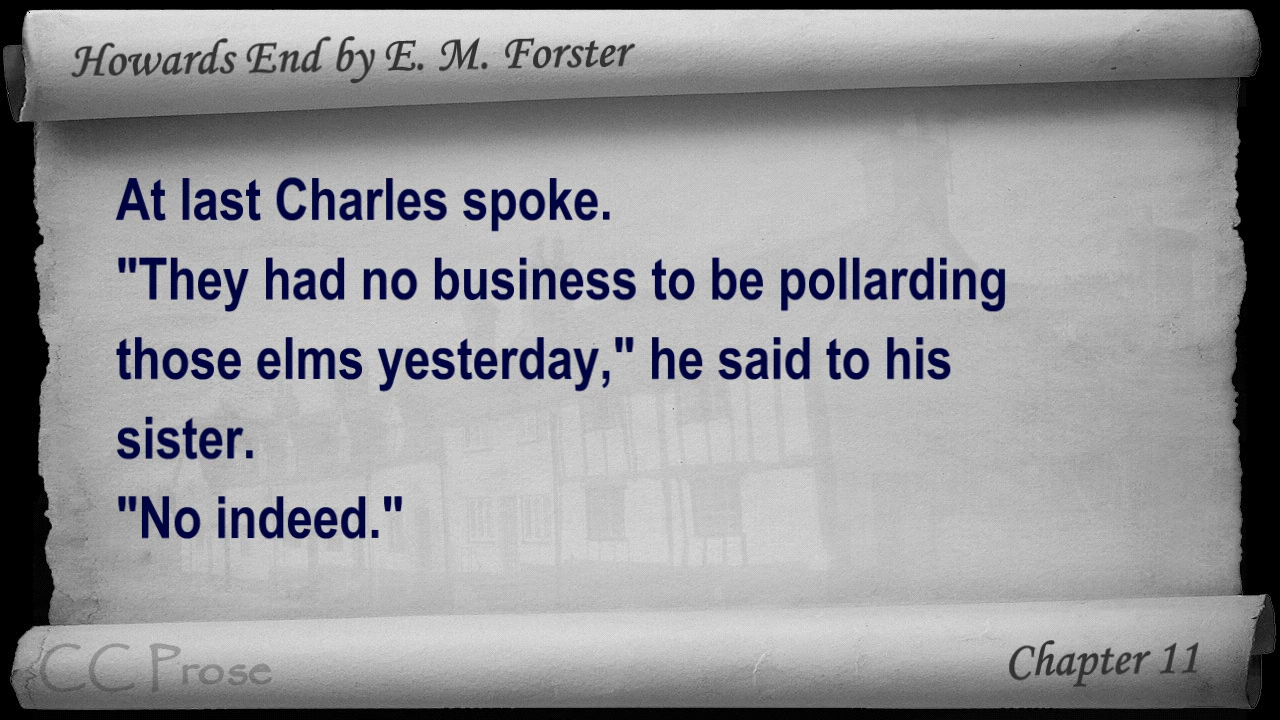 Howards End by E. M. Forster
At last Charles spoke.
"They had no business to be pollarding
those elms yesterday," he said to his
sister.
"No indeed."
CC Prose
Chapter 11